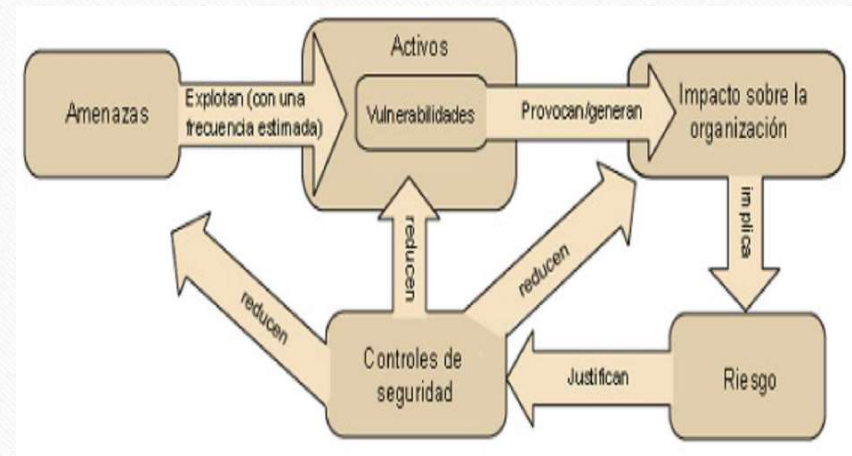 Amenazas
Explotan (con una
frecuencia estimada)
Activos
Vulnerabilidades
Provocan/generan
Impacto sobre la
organización
implica
Riesgo
Justifican
Controles de
seguridad
reducen
reducen
reducen